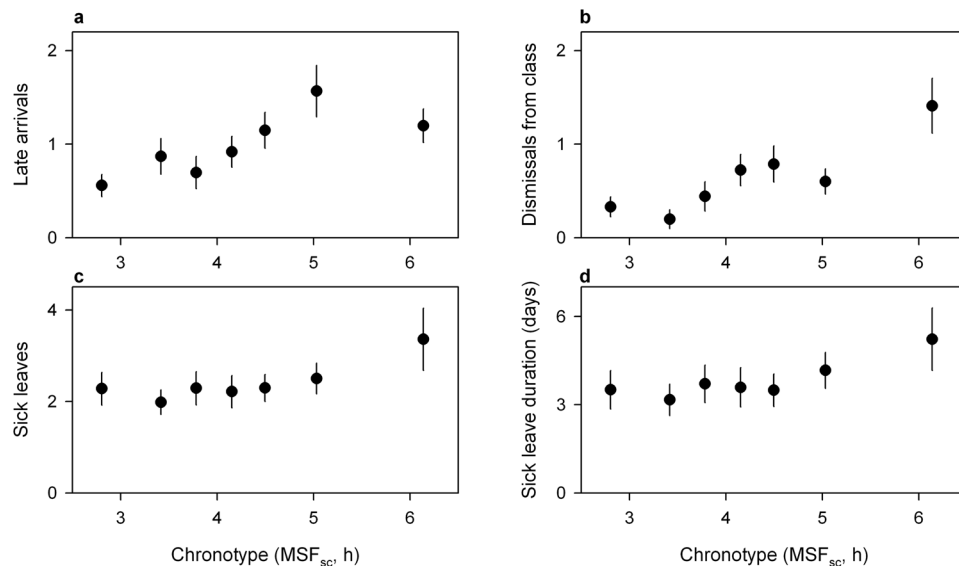 a
b
2
1
0
Late arrivals
3 4 5 6
2
1
0
Dismissals from class
3 4 5 6
c
d
4
2
0
Sick leaves
3 4 5 6
Chronotype (MSFsc, h)
6
3
0
Sick leave duration (days)
3 4 5 6
Chronotype (MSFsc, h)